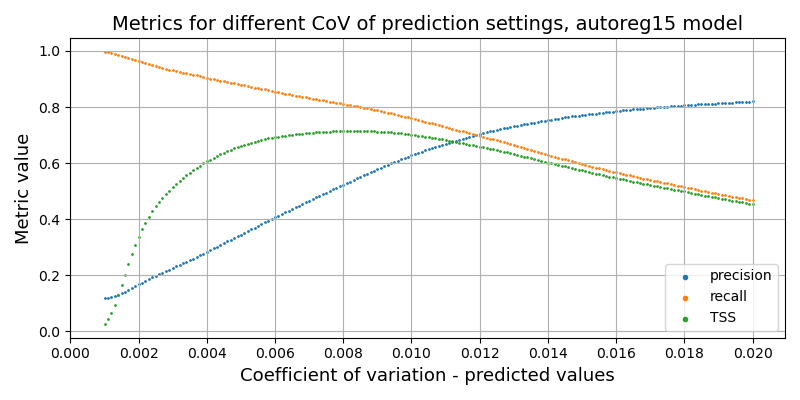 Metrics for different CoV of prediction settings, autoreg15 model
1.0
0.8
0.6
0.4
0.2
0.0
Metric value
precision
recall
TSS
0.000 0.002 0.004 0.006 0.008 0.010 0.012 0.014 0.016 0.018 0.020
Coefficient of variation - predicted values